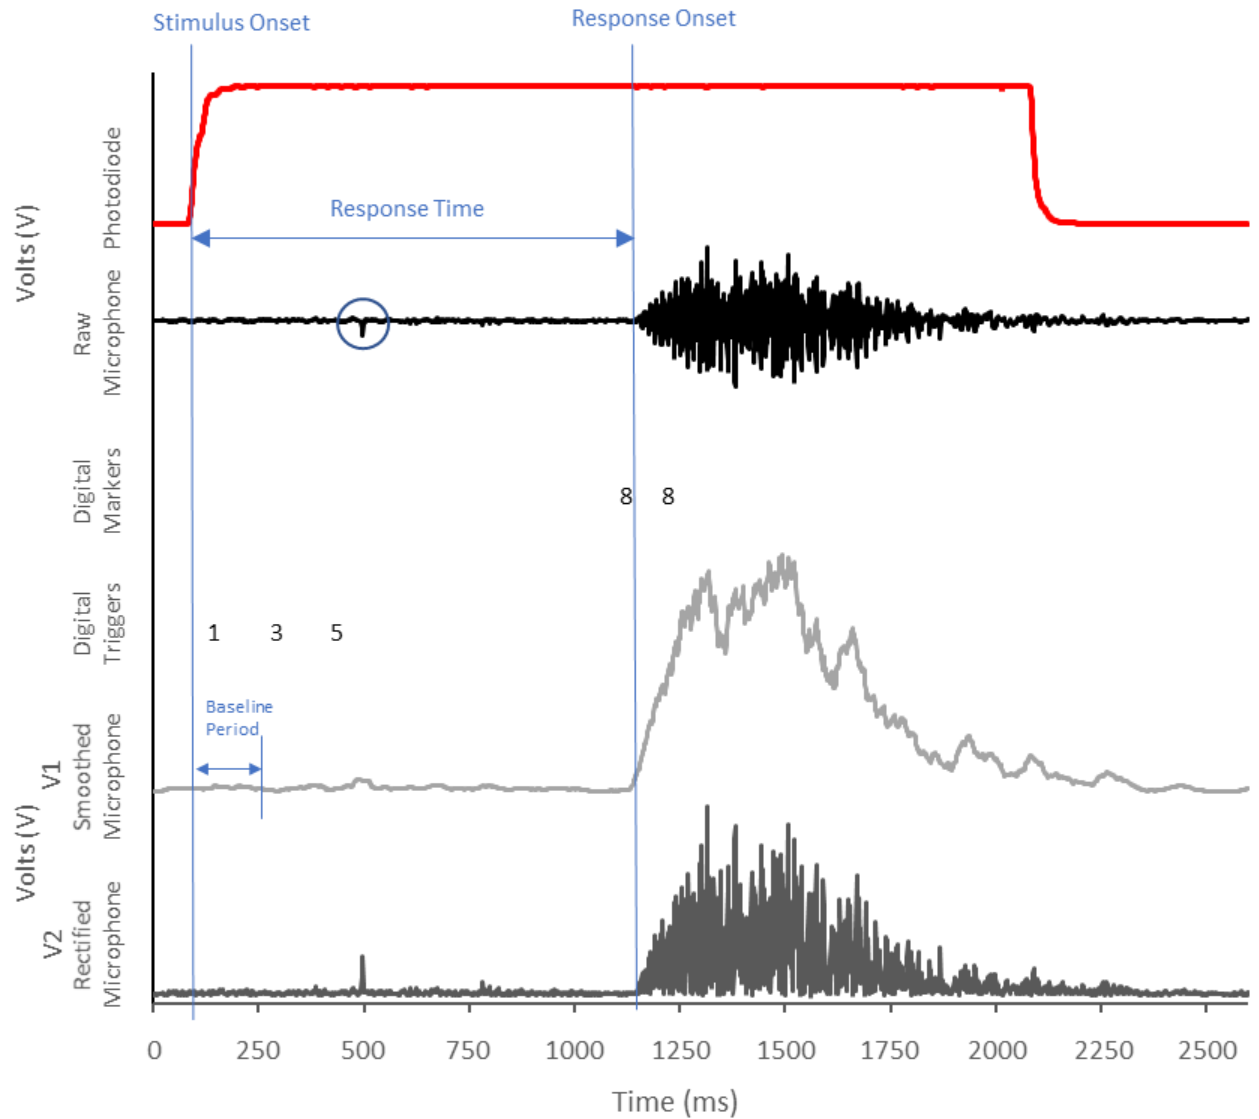 Stimulus Onset
Response Onset
Volts (V)
Photodiode
Response Time
Raw
Microphone
Digital
Markers
8 8
Digital
Triggers
1 3 5
Baseline
Period
Volts (V)
V1
Smoothed
Microphone
V2
Rectified
Microphone
0 250 500 750 1000 1250 1500 1750 2000 2250 2500
Time (ms)